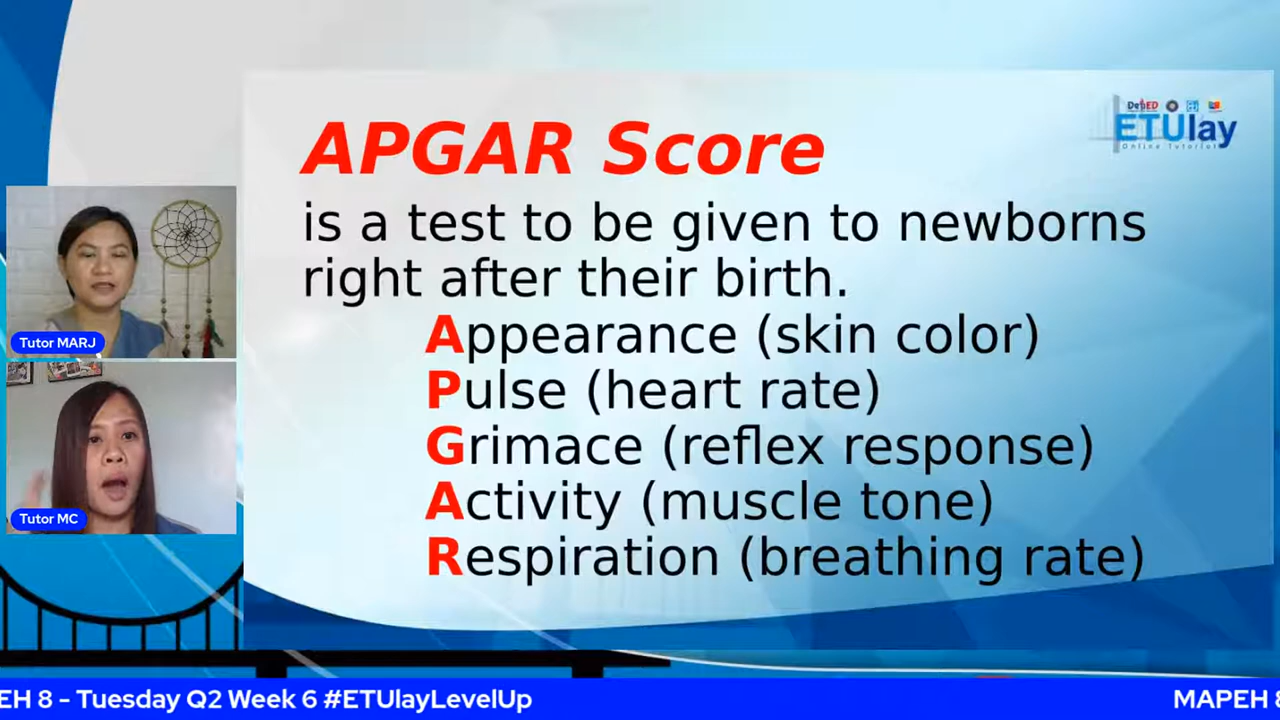 APGAR Score
is a test to be given to newborns
right after their birth.
Appearance (skin color)
Pulse (heart rate)
Grimace (reflex response)
Activity (muscle tone)
Respiration (breathing rate)
DepED
ETUlay
Online Tutorial
Tutor MARJ
Tutor MC
EH 8 - Tuesday Q2 Week 6 #ETUlayLevelUp
MAPEH 8